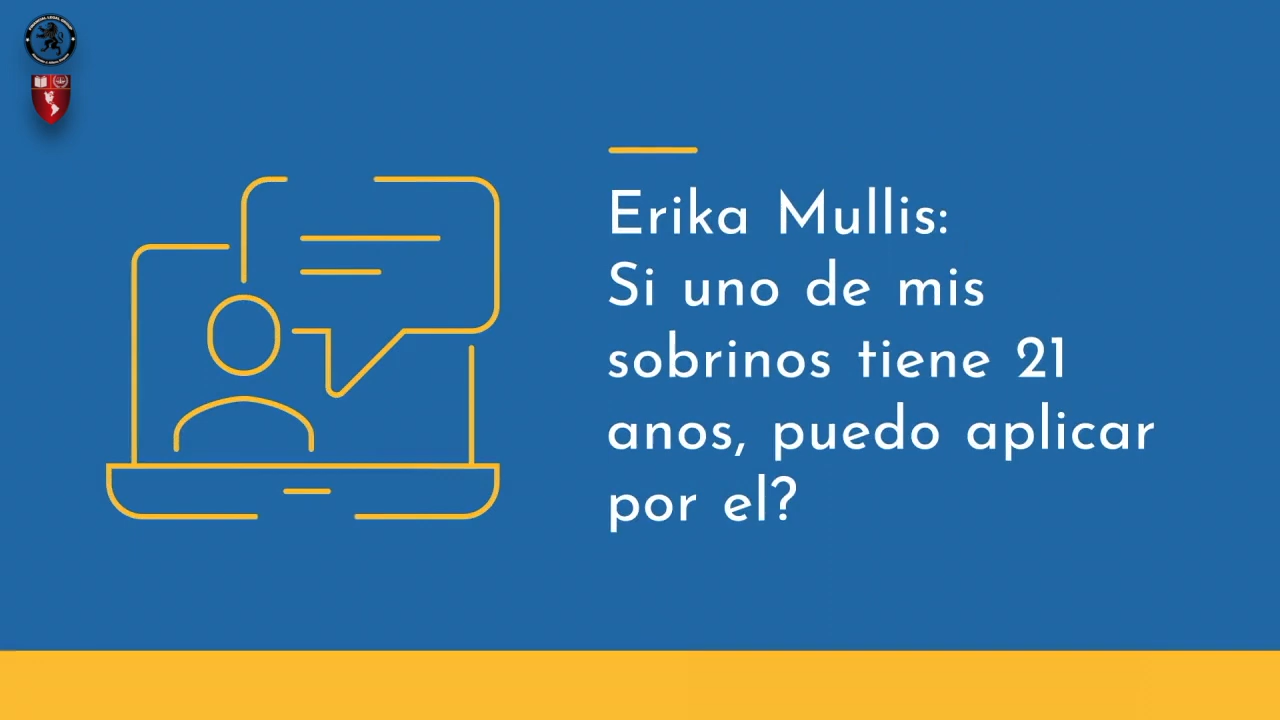 Erika Mullis:
Si uno de mis
sobrinos tiene 21
anos, puedo aplicar
por el?